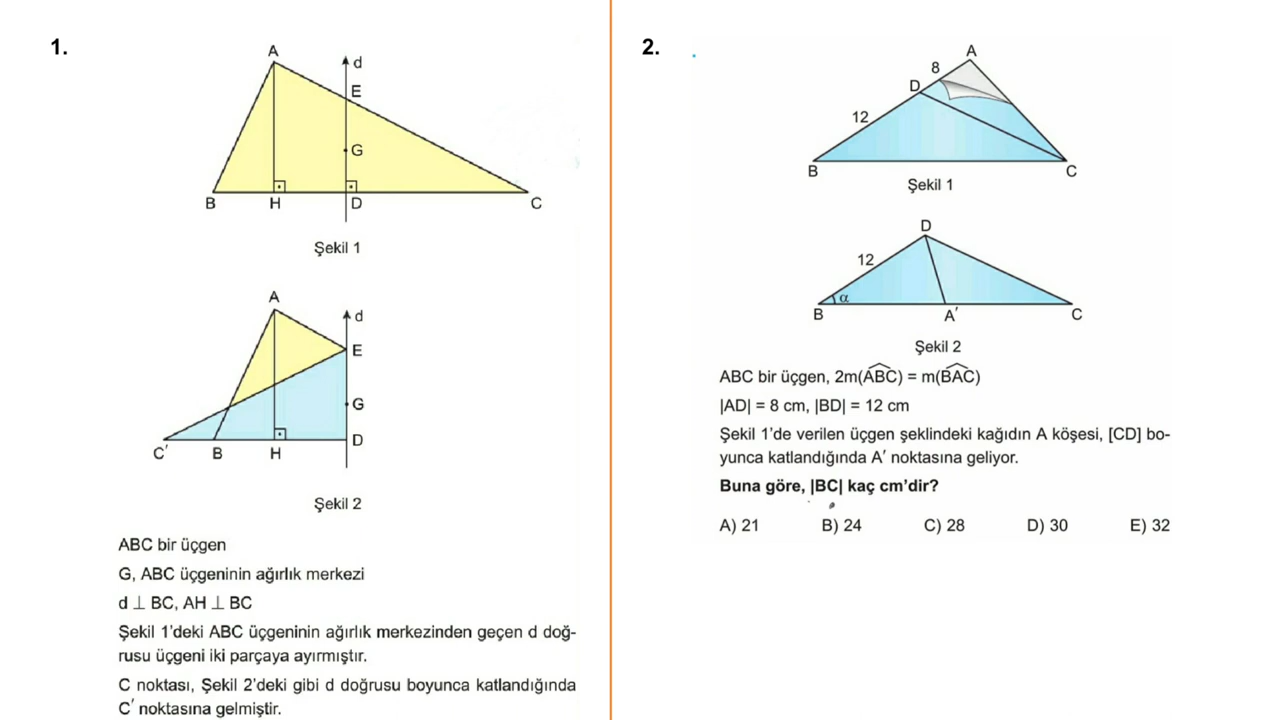 1.
A
d
E
G
B
H
D
C
Şekil 1
A
d
E
G
D
C′
B
H
Şekil 2
ABC bir üçgen
G, ABC üçgeninin ağırlık merkezi
d ⊥ BC, AH ⊥ BC
Şekil 1'deki ABC üçgeninin ağırlık merkezinden geçen d doğ-
rusu üçgeni iki parçaya ayırmıştır.
C noktası, Şekil 2'deki gibi d doğrusu boyunca katlandığında
C′ noktasına gelmiştir.
2.
A
8
D
12
B
C
Şekil 1
D
12
α
B
A′
C
Şekil 2
ABC bir üçgen, 2m(ABC) = m(BAC)
|AD| = 8 cm, |BD| = 12 cm
Şekil 1'de verilen üçgen şeklindeki kağıdın A köşesi, [CD] bo-
yunca katlandığında A′ noktasına geliyor.
Buna göre, |BC| kaç cm'dir?
A) 21 B) 24 C) 28 D) 30 E) 32